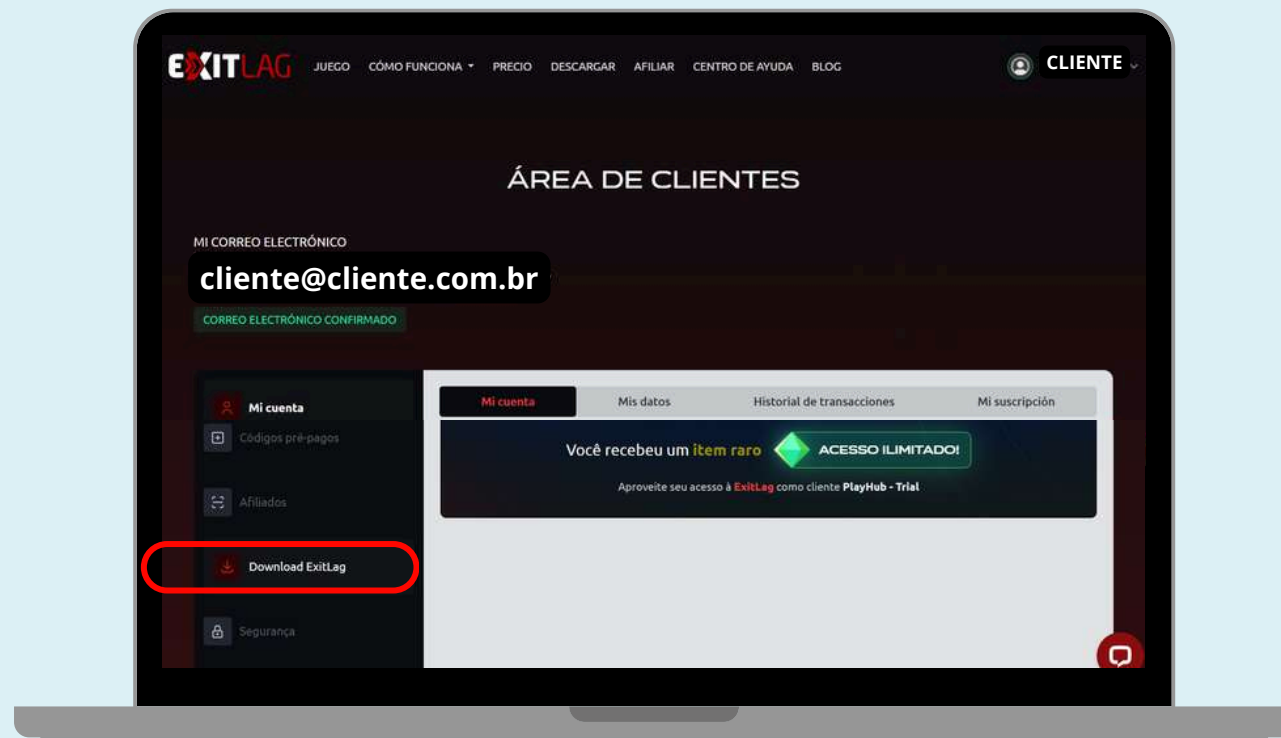 EXITLAG JUEGO CÓMO FUNCIONA PRECIO DESCARGAR AFILIAR CENTRO DE AYUDA BLOG CLIENTE
ÁREA DE CLIENTES
MI CORREO ELECTRÓNICO
cliente@cliente.com.br
CORREO ELECTRÓNICO CONFIRMADO
Mi cuenta
Códigos pré-pagos
Afiliados
Download ExitLag
Segurança
Mi cuenta Mis datos Historial de transacciones Mi suscripción
Você recebeu um item raro ACESSO ILIMITADO!
Aproveite seu acesso à ExitLag como cliente PlayHub - Trial